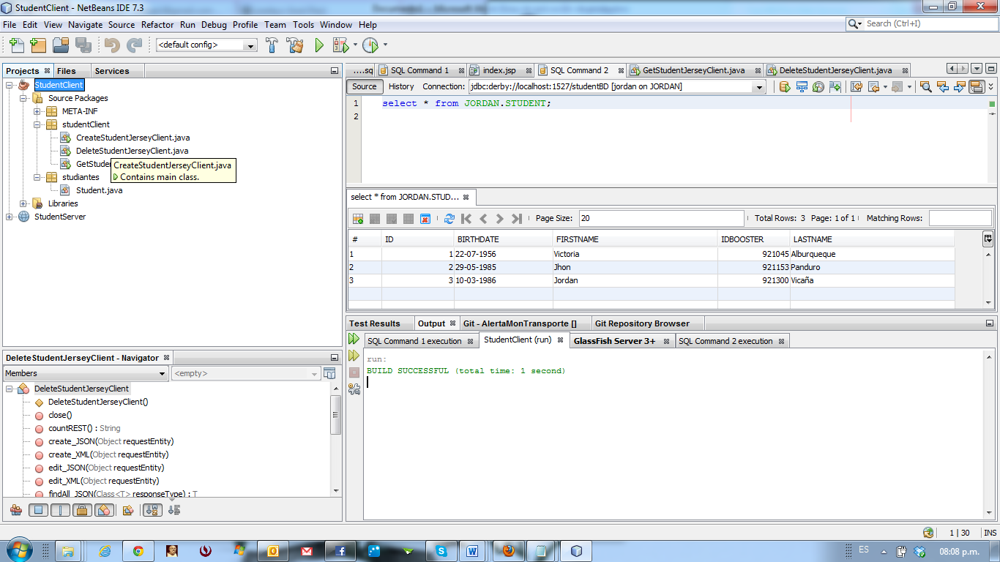 StudentClient - NetBeans IDE 7.3
File Edit View Navigate Source Refactor Run Debug Profile Team Tools Window Help
Search (Ctrl+I)
<default config>
Projects Files Services
StudentClient
Source Packages
META-INF
studentClient
CreateStudentJerseyClient.java
DeleteStudentJerseyClient.java
GetStuder
CreateStudentJerseyClient.java
Contains main class.
studiantes
Student.java
Libraries
StudentServer
....sq SQL Command 1 index.jsp SQL Command 2 GetStudentJerseyClient.java DeleteStudentJerseyClient.java
Source History Connection: jdbc:derby://localhost:1527/studentBD [jordan on JORDAN]
1 select * from JORDAN.STUDENT;
2
select * from JORDAN.STUD...
Page Size: 20 Total Rows: 3 Page: 1 of 1 Matching Rows:
# ID BIRTHDATE FIRSTNAME IDBOOSTER LASTNAME
1 1 22-07-1956 Victoria 921045 Alburqueque
2 2 29-05-1985 Jhon 921153 Panduro
3 3 10-03-1986 Jordan 921300 Vicaña
Test Results Output Git - AlertaMonTransporte [] Git Repository Browser
SQL Command 1 execution StudentClient (run) GlassFish Server 3+ SQL Command 2 execution
run:
BUILD SUCCESSFUL (total time: 1 second)
DeleteStudentJerseyClient - Navigator
Members <empty>
DeleteStudentJerseyClient
DeleteStudentJerseyClient()
close()
countREST() : String
create_JSON(Object requestEntity)
create_XML(Object requestEntity)
edit_JSON(Object requestEntity)
edit_XML(Object requestEntity)
findAll_JSON(Class<T> responseType) : T
1 | 30 INS
ES 08:08 p.m.